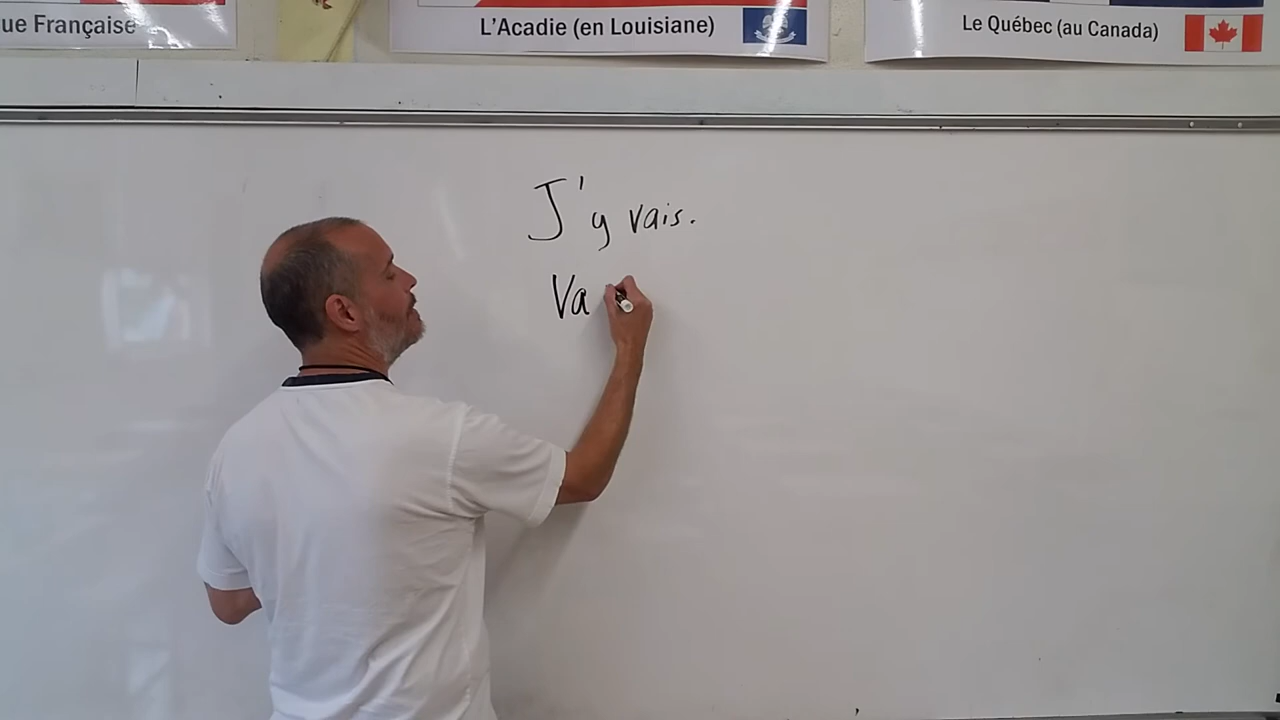 ue Française
L'Acadie (en Louisiane)
Le Québec (au Canada)
J'y vais.
Va